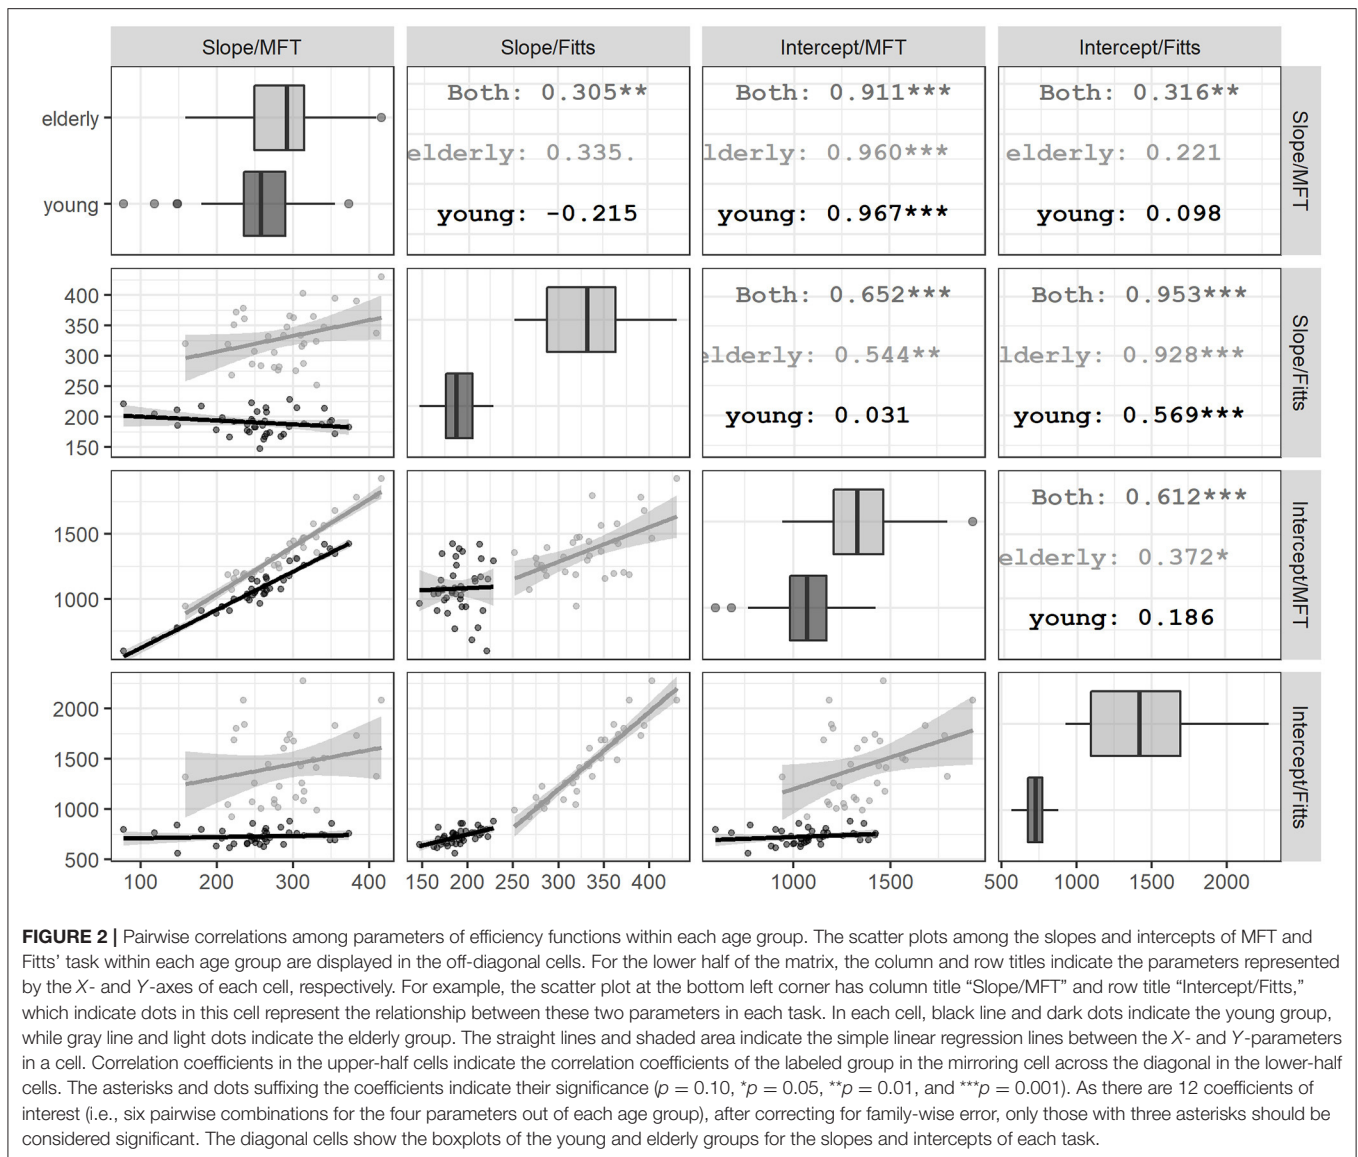 Slope/MFT Slope/Fitts Intercept/MFT Intercept/Fitts
elderly
young
Both: 0.305** Both: 0.911*** Both: 0.316**
elderly: 0.335. lderly: 0.960*** elderly: 0.221
young: -0.215 young: 0.967*** young: 0.098
Slope/MFT
400
350
300
250
200
150
Both: 0.652*** Both: 0.953***
elderly: 0.544** lderly: 0.928***
young: 0.031 young: 0.569***
Slope/Fitts
1500
1000
Both: 0.612***
elderly: 0.372*
young: 0.186
Intercept/MFT
2000
1500
1000
500
Intercept/Fitts
100 200 300 400 150 200 250 300 350 400 1000 1500 500 1000 1500 2000
FIGURE 2 | Pairwise correlations among parameters of efficiency functions within each age group. The scatter plots among the slopes and intercepts of MFT and
Fitts’ task within each age group are displayed in the off-diagonal cells. For the lower half of the matrix, the column and row titles indicate the parameters represented
by the X- and Y-axes of each cell, respectively. For example, the scatter plot at the bottom left corner has column title “Slope/MFT” and row title “Intercept/Fitts,”
which indicate dots in this cell represent the relationship between these two parameters in each task. In each cell, black line and dark dots indicate the young group,
while gray line and light dots indicate the elderly group. The straight lines and shaded area indicate the simple linear regression lines between the X- and Y-parameters
in a cell. Correlation coefficients in the upper-half cells indicate the correlation coefficients of the labeled group in the mirroring cell across the diagonal in the lower-half
cells. The asterisks and dots suffixing the coefficients indicate their significance (p = 0.10, *p = 0.05, **p = 0.01, and ***p = 0.001). As there are 12 coefficients of
interest (i.e., six pairwise combinations for the four parameters out of each age group), after correcting for family-wise error, only those with three asterisks should be
considered significant. The diagonal cells show the boxplots of the young and elderly groups for the slopes and intercepts of each task.